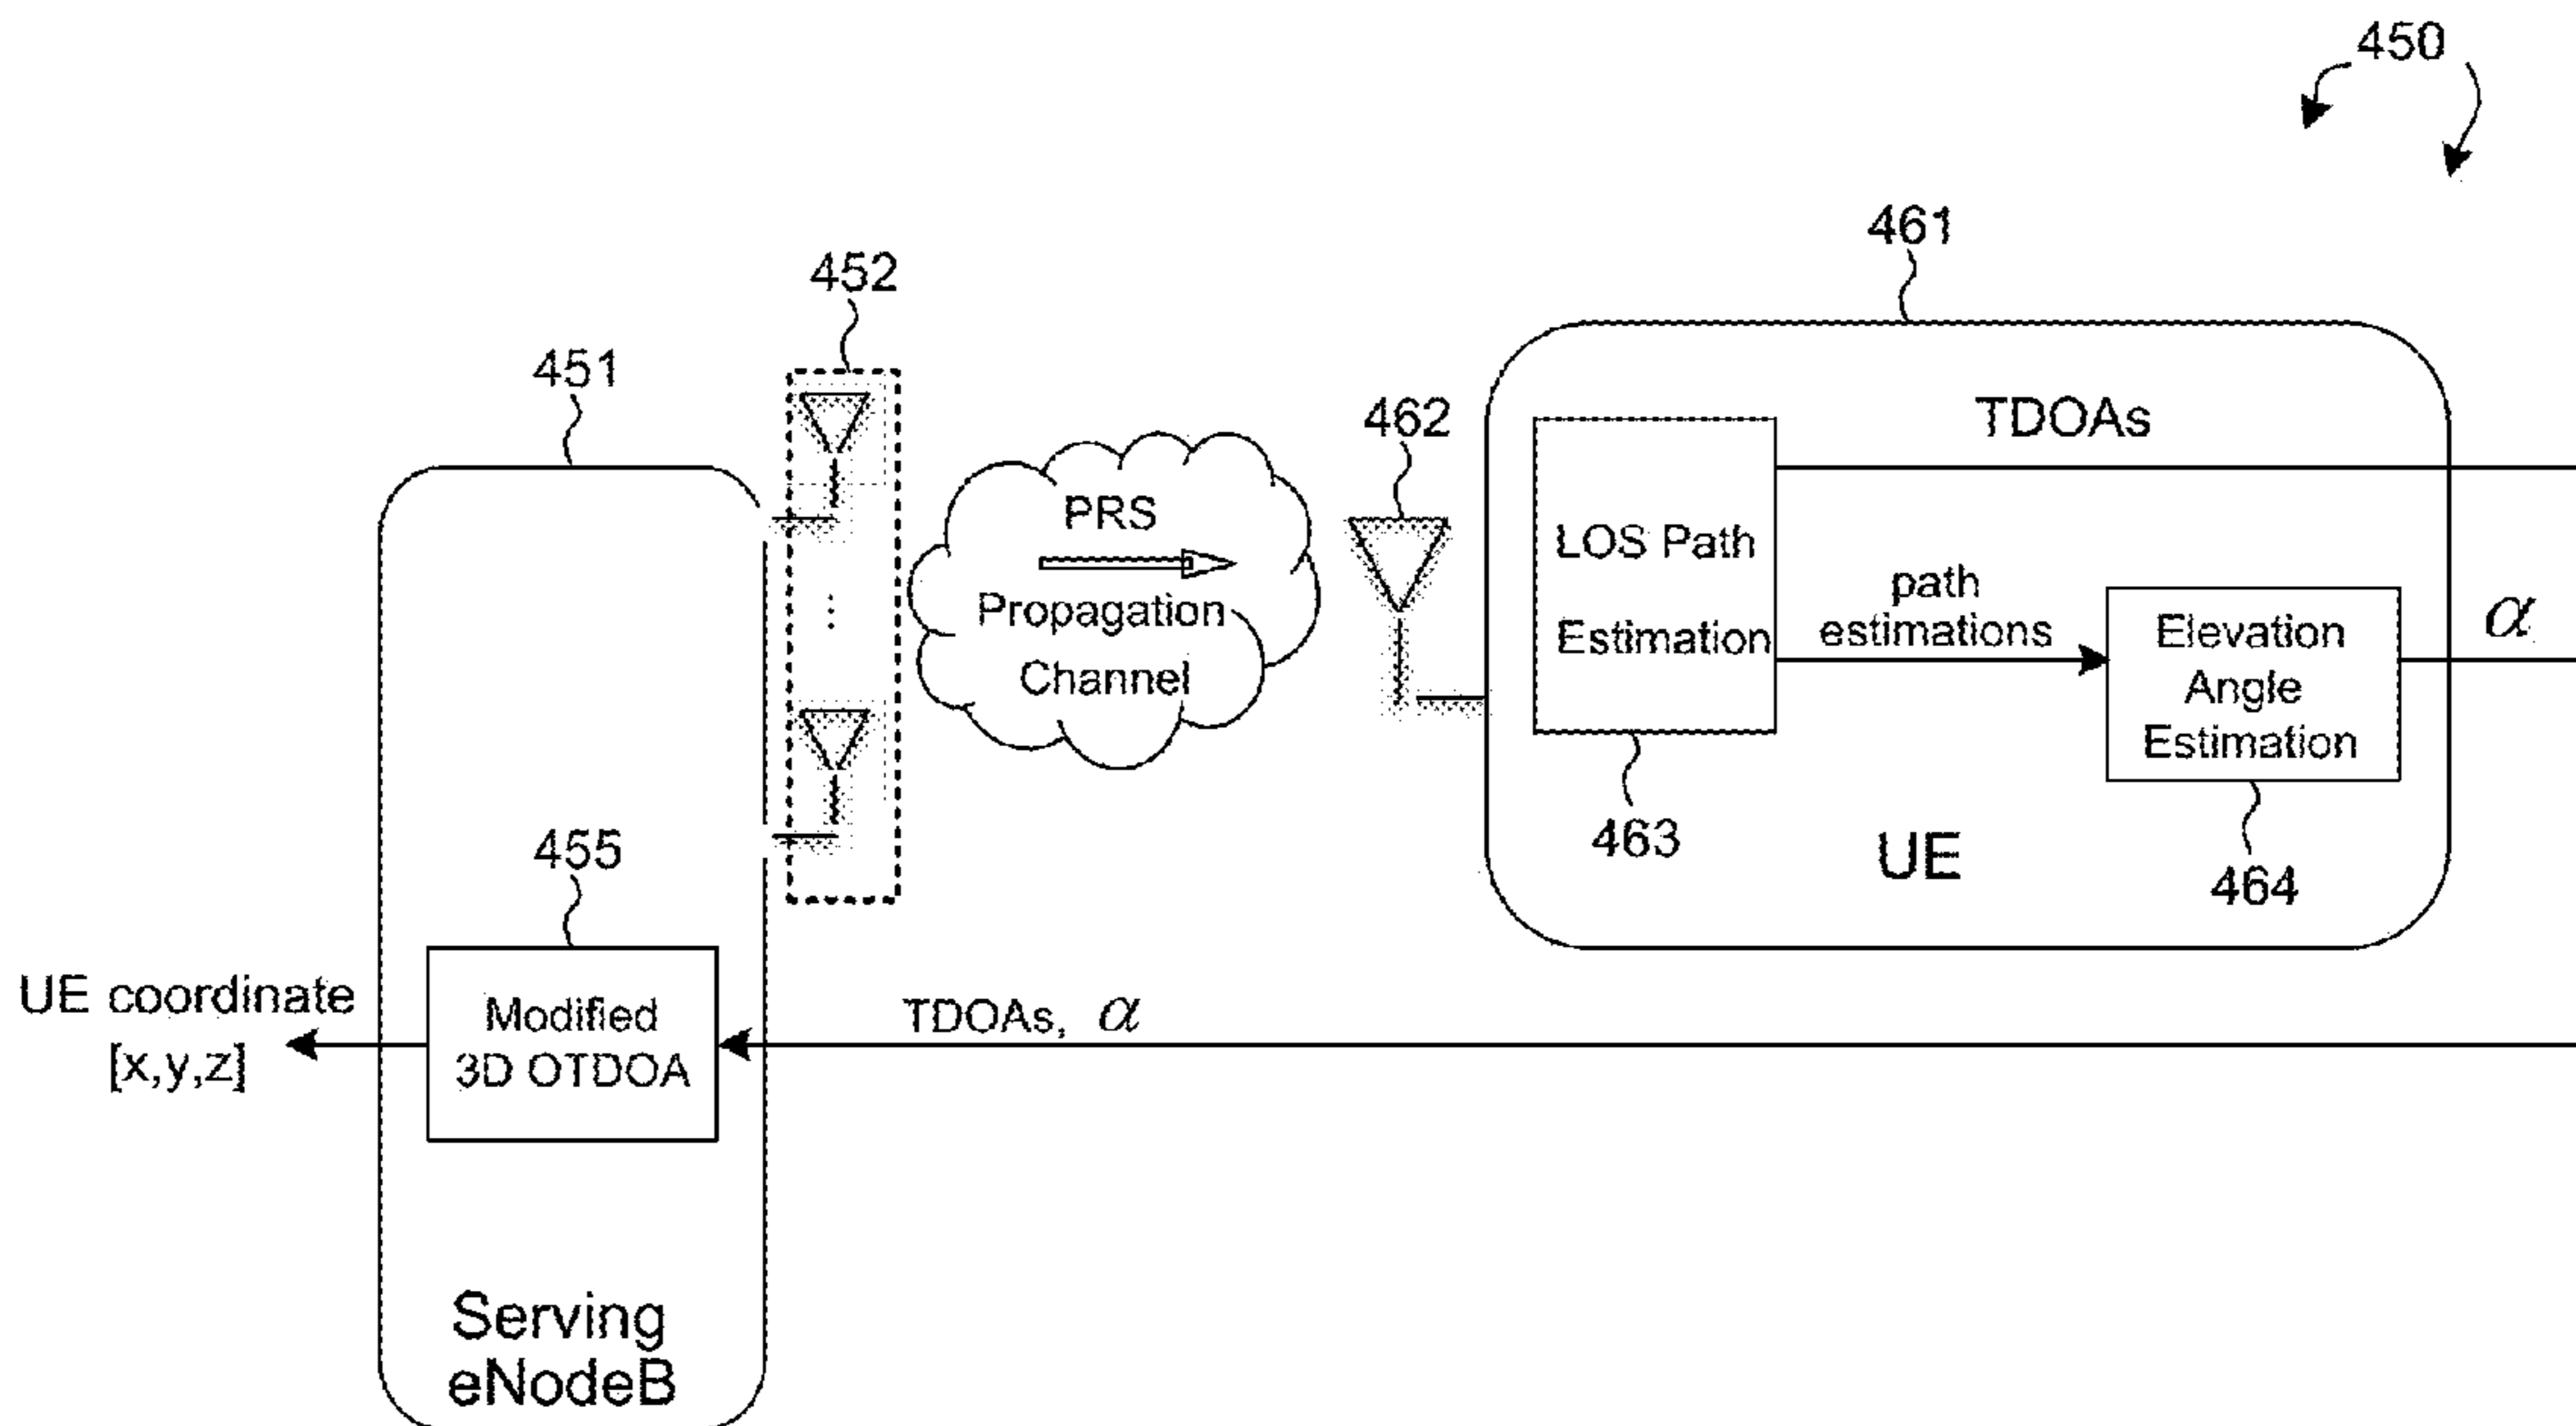 450
461
452
451
462
TDOAs
PRS
Propagation
Channel
LOS Path
Estimation
path
estimations
Elevation
Angle
Estimation
α
463
UE
464
455
UE coordinate
[x,y,z]
Modified
3D OTDOA
TDOAs, α
Serving
eNodeB